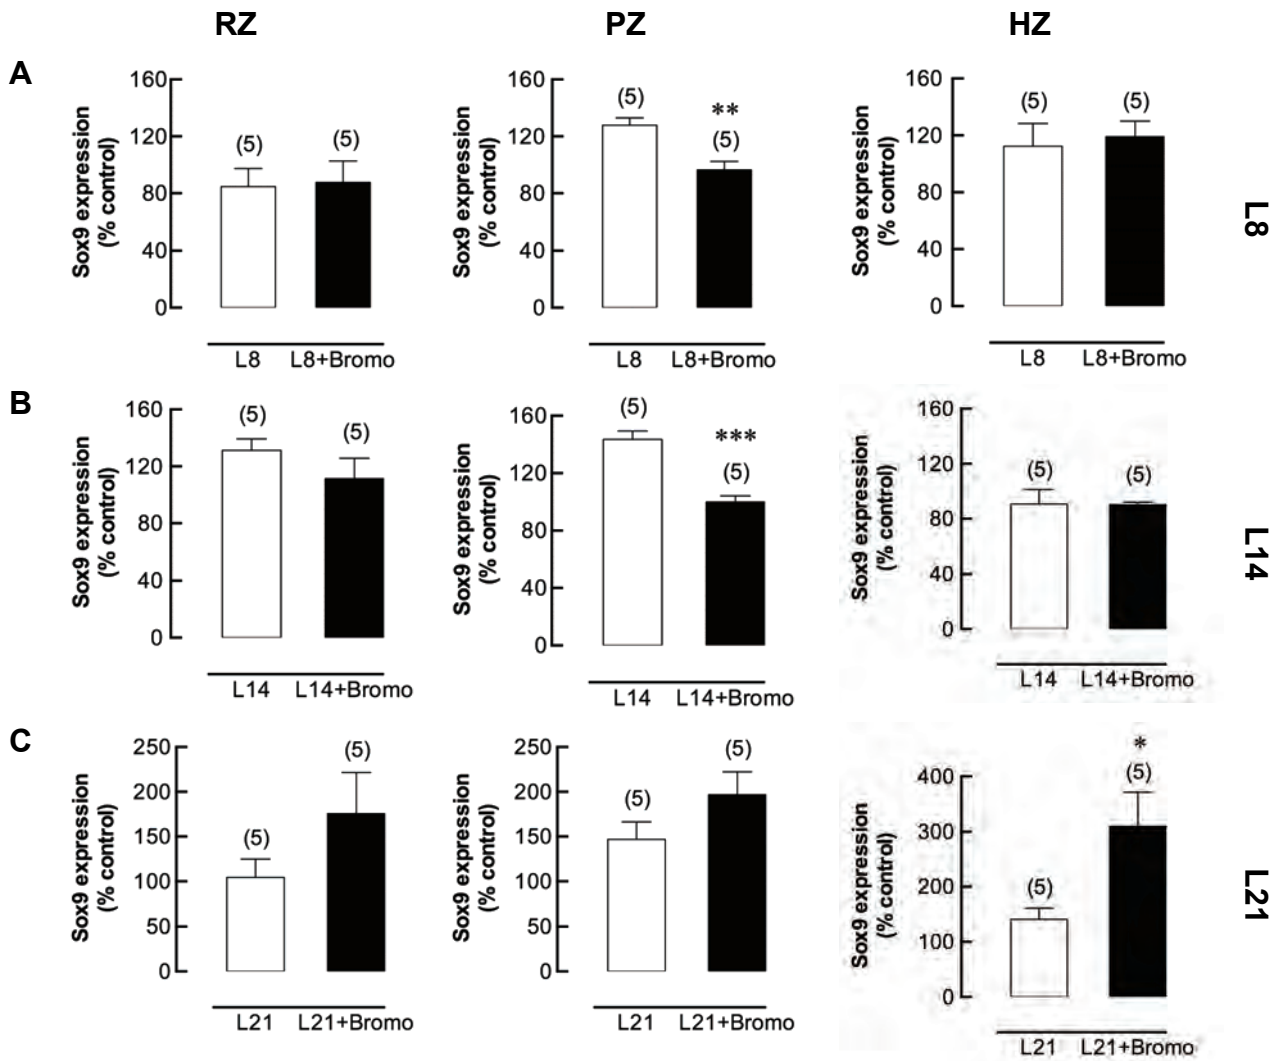 RZ PZ HZ
A
Sox9 expression
(% control)
160
120
80
40
0
(5) (5)
L8 L8+Bromo
Sox9 expression
(% control)
160
120
80
40
0
(5) ** (5)
L8 L8+Bromo
Sox9 expression
(% control)
160
120
80
40
0
(5) (5)
L8 L8+Bromo
L8
B
Sox9 expression
(% control)
160
120
80
40
0
(5) (5)
L14 L14+Bromo
Sox9 expression
(% control)
160
120
80
40
0
(5) *** (5)
L14 L14+Bromo
Sox9 expression
(% control)
160
120
80
40
0
(5) (5)
L14 L14+Bromo
L14
C
Sox9 expression
(% control)
250
200
150
100
50
0
(5) (5)
L21 L21+Bromo
Sox9 expression
(% control)
250
200
150
100
50
0
(5) (5)
L21 L21+Bromo
Sox9 expression
(% control)
400
300
200
100
0
(5) * (5)
L21 L21+Bromo
L21